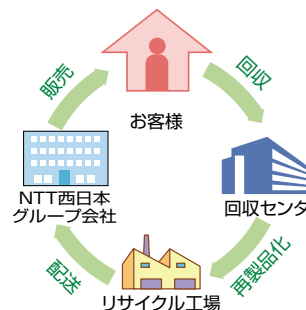 販売
回収
お客様
NTT西日本
グループ会社
回収センタ
配送
再製品化
リサイクル工場